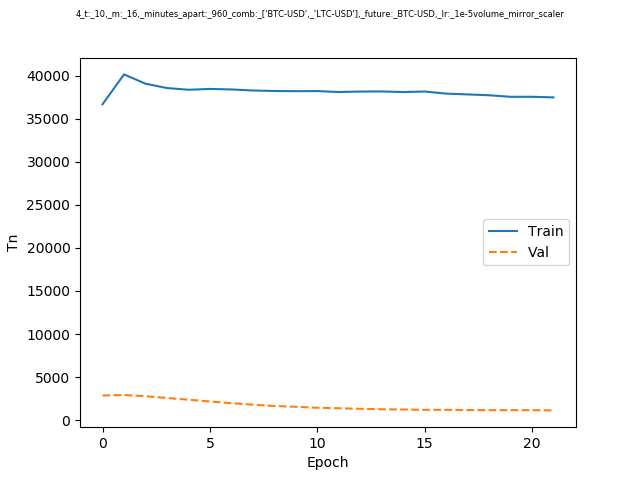 4_t:_10,_m:_16,_minutes_apart:_960_comb:_['BTC-USD',_'LTC-USD'],_future:_BTC-USD,_lr:_1e-5volume_mirror_scaler
40000
35000
30000
25000
20000
15000
10000
5000
0
Tn
Train
Val
0 5 10 15 20
Epoch